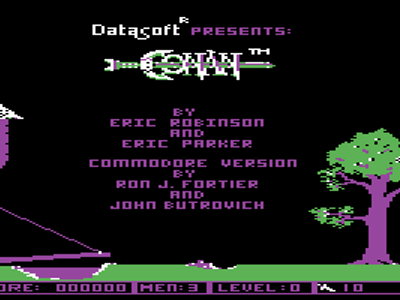 Datasoft® PRESENTS:
CONAN™
BY
ERIC ROBINSON
AND
ERIC PARKER
COMMODORE VERSION
BY
RON J. FORTIER
AND
JOHN BUTROVICH
ORE: 000000 MEN:3 LEVEL:0 10